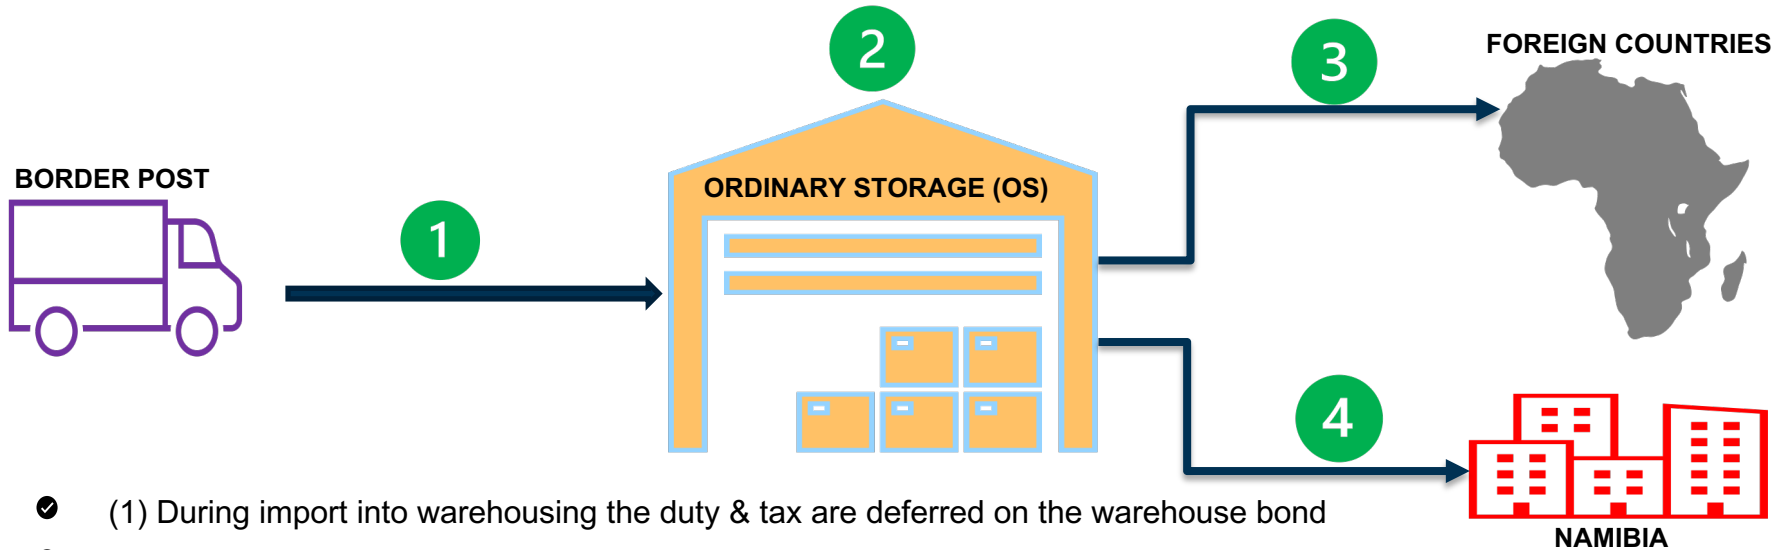 2
3
FOREIGN COUNTRIES
BORDER POST
ORDINARY STORAGE (OS)
1
4
(1) During import into warehousing the duty & tax are deferred on the warehouse bond
NAMIBIA